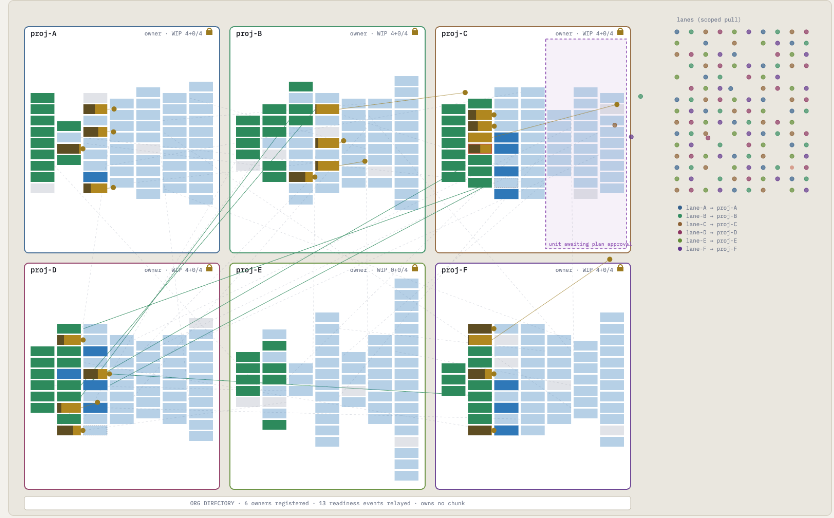 proj-A
owner · WIP 4+0/4
proj-B
owner · WIP 4+0/4
proj-C
owner · WIP 4+0/4
lanes (scoped pull)
unit awaiting plan approva
lane-A → proj-A
lane-B → proj-B
lane-C → proj-C
lane-D → proj-D
lane-E → proj-E
lane-F → proj-F
proj-D
owner · WIP 4+0/4
proj-E
owner · WIP 0+0/4
proj-F
owner · WIP 4+0/4
ORG DIRECTORY · 6 owners registered · 13 readiness events relayed · owns no chunk